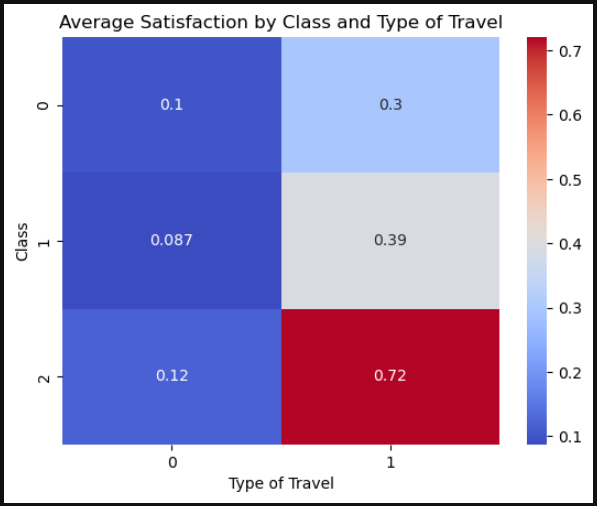 Average Satisfaction by Class and Type of Travel
0 0.1 0.3
1 0.087 0.39
2 0.12 0.72
0 1
Class
Type of Travel
0.7
0.6
0.5
0.4
0.3
0.2
0.1